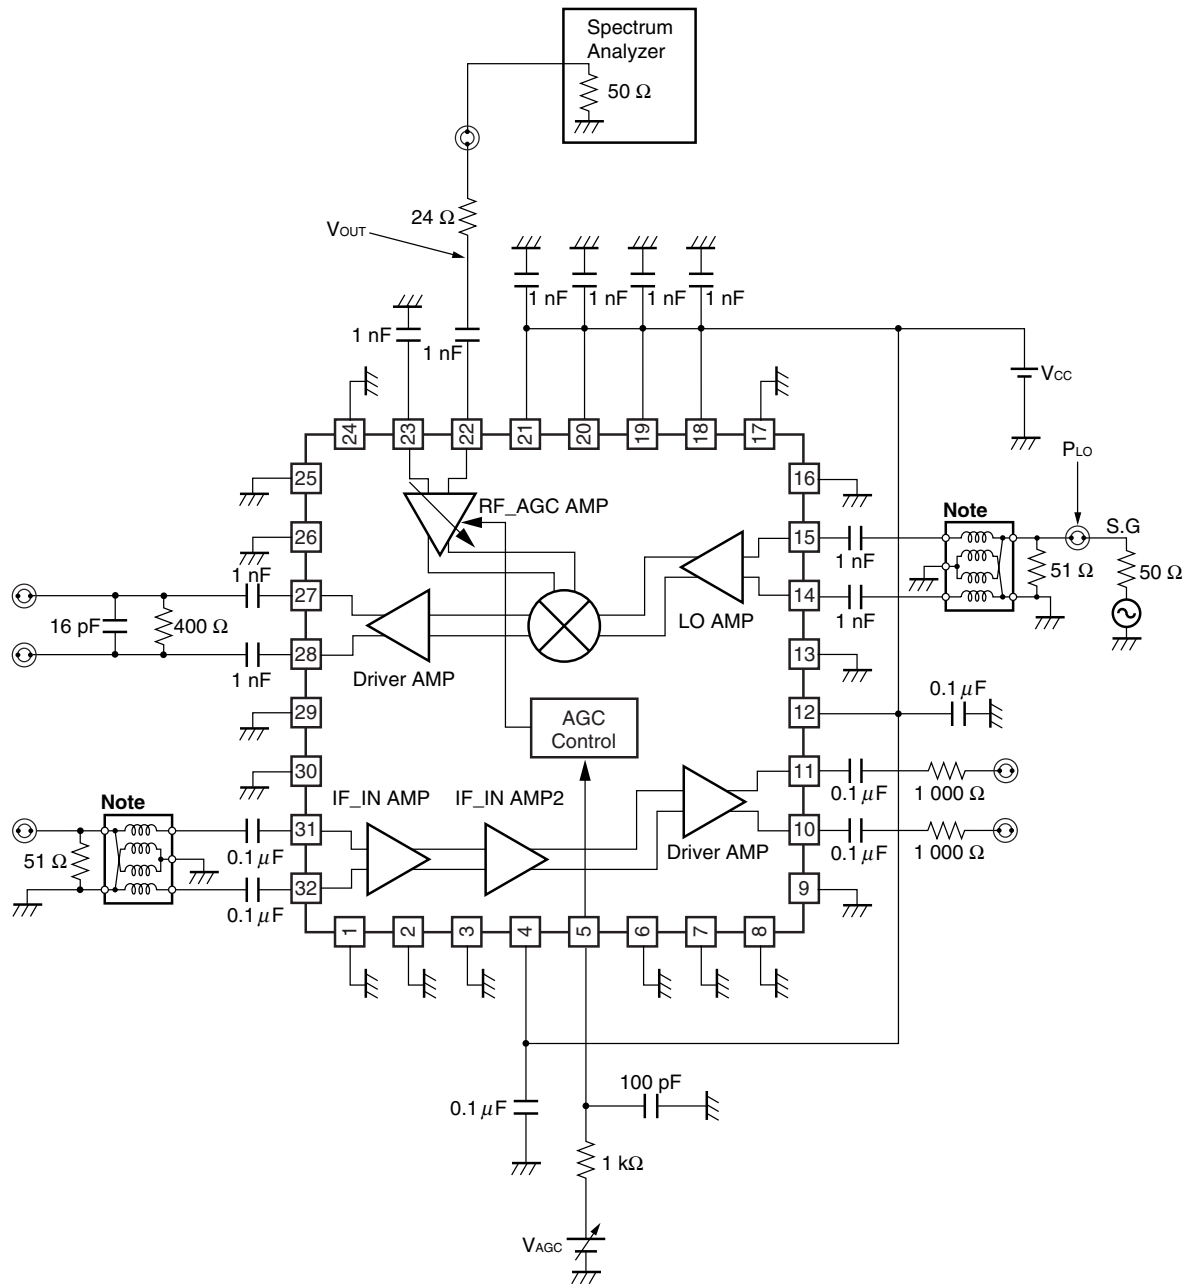 Spectrum
Analyzer
50 Ω
24 Ω
VOUT
1 nF
1 nF
1 nF
1 nF
1 nF
1 nF
VCC
24
23
22
21
20
19
18
17
25
16
PLO
RF_AGC AMP
Note
S.G
26
15
1 nF
1 nF
51 Ω
50 Ω
27
14
16 pF
400 Ω
LO AMP
1 nF
28
13
1 nF
Driver AMP
29
12
0.1 μF
AGC
Control
30
11
0.1 μF
1 000 Ω
Note
IF_IN AMP
IF_IN AMP2
31
10
51 Ω
0.1 μF
Driver AMP
0.1 μF
1 000 Ω
32
9
0.1 μF
1
2
3
4
5
6
7
8
100 pF
0.1 μF
1 kΩ
VAGC